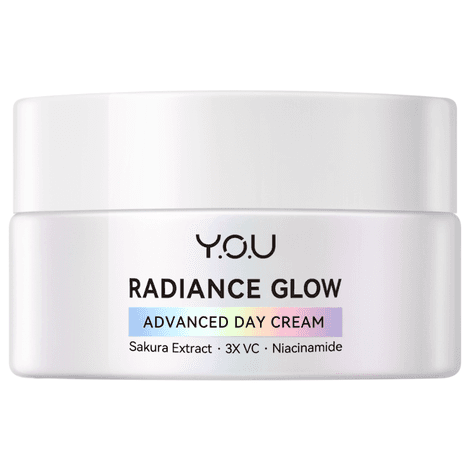 Y.O.U
RADIANCE GLOW
ADVANCED DAY CREAM
Sakura Extract · 3X VC · Niacinamide